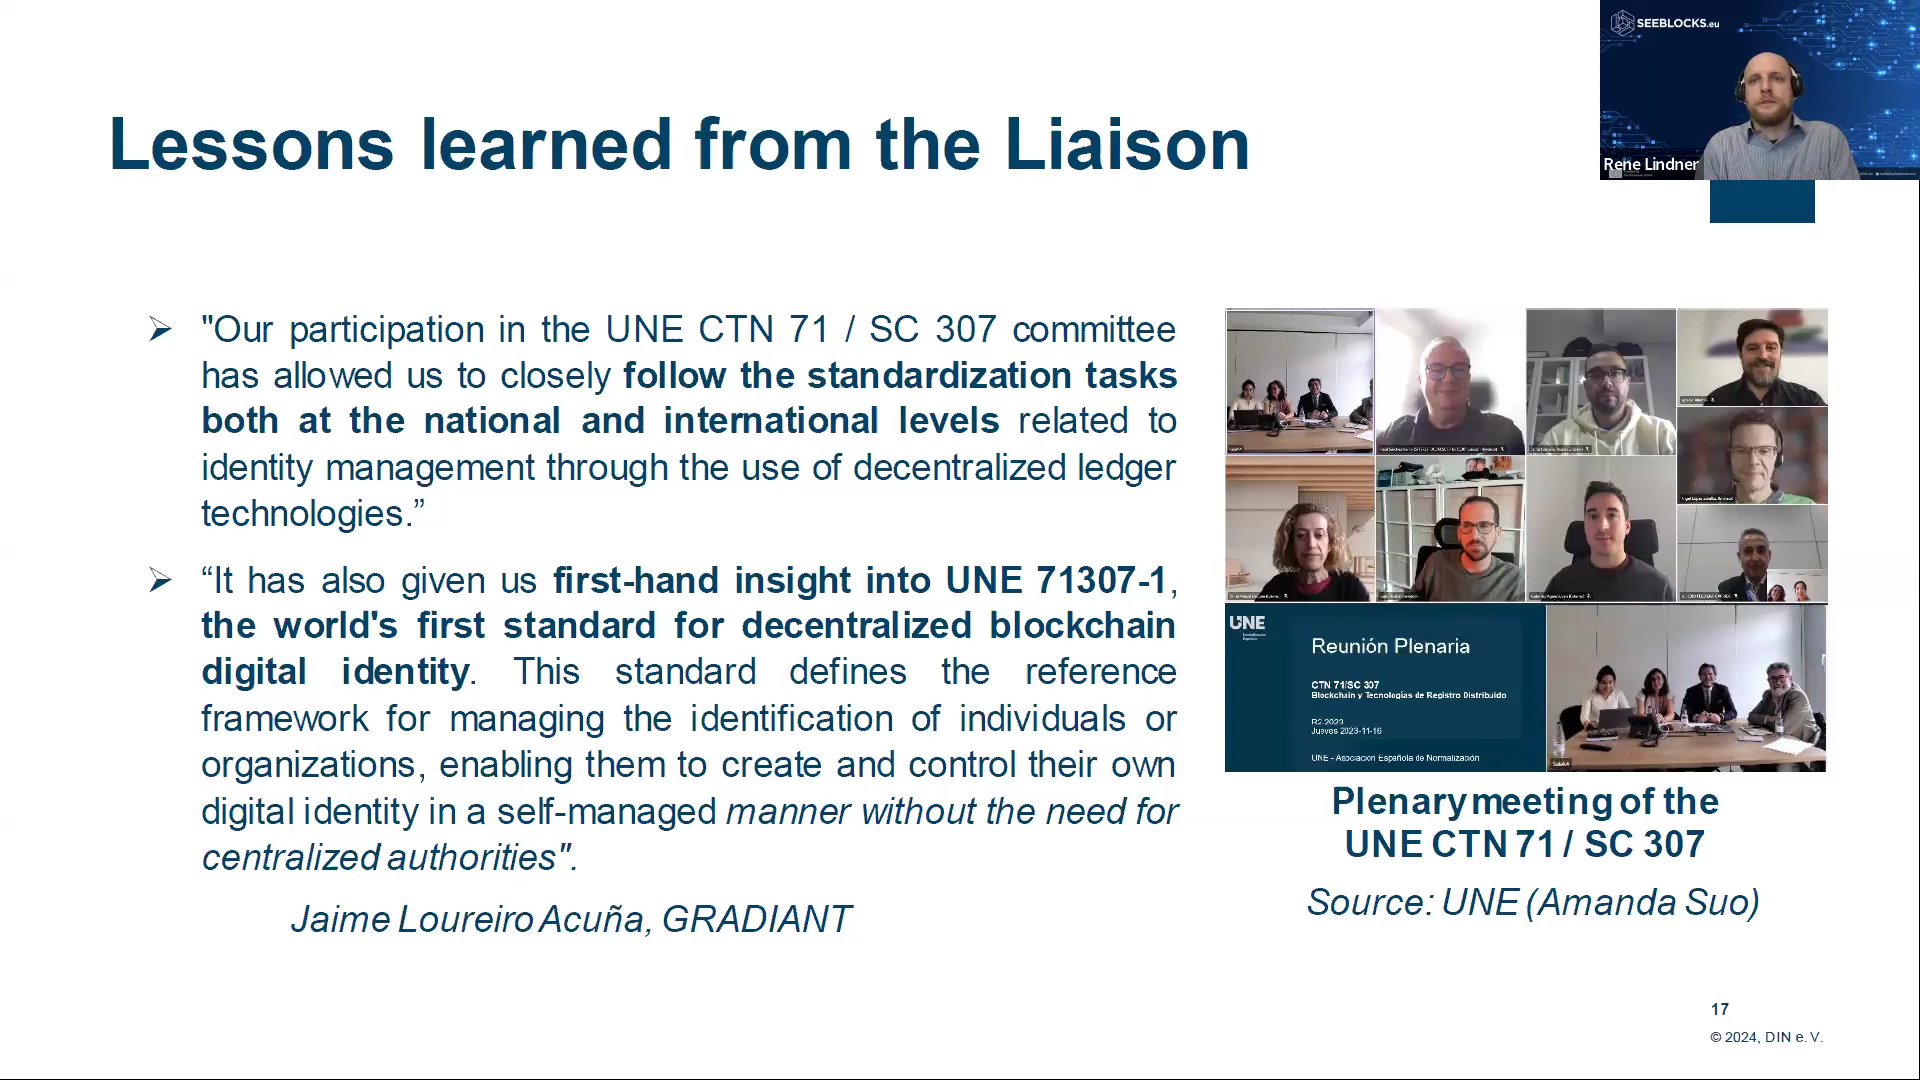 SEEBLOCKS.eu
Rene Lindner
Lessons learned from the Liaison
"Our participation in the UNE CTN 71 / SC 307 committee
has allowed us to closely follow the standardization tasks
both at the national and international levels related to
identity management through the use of decentralized ledger
technologies.”
“It has also given us first-hand insight into UNE 71307-1,
the world's first standard for decentralized blockchain
digital identity. This standard defines the reference
framework for managing the identification of individuals or
organizations, enabling them to create and control their own
digital identity in a self-managed manner without the need for
centralized authorities".
Jaime Loureiro Acuña, GRADIANT
UNE
Reunión Plenaria
CTN 71/SC 307
Blockchain y Tecnologías de Registro Distribuido
R2-2023
Jueves 2023-11-16
UNE - Asociación Española de Normalización
Plenary meeting of the
UNE CTN 71 / SC 307
Source: UNE (Amanda Suo)
17
© 2024, DIN e. V.